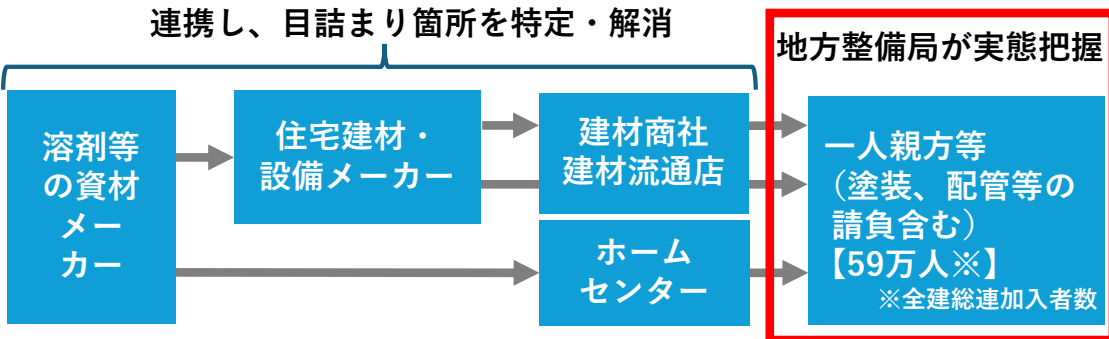 連携し、目詰まり箇所を特定・解消
地方整備局が実態把握
溶剤等
の資材
メー
カー
住宅建材・
設備メーカー
建材商社
建材流通店
ホーム
センター
一人親方等
（塗装、配管等の
請負含む）
【59万人※】
※全建総連加入者数